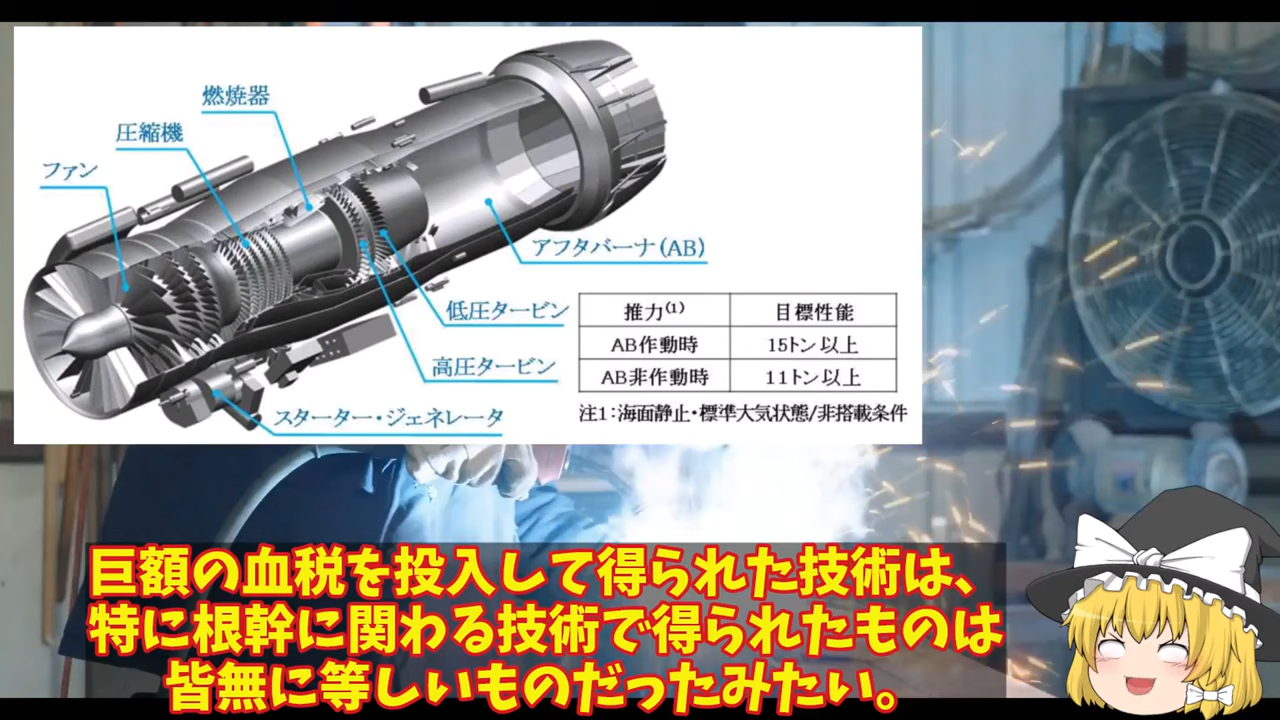 燃焼器
圧縮機
ファン
アフタバーナ(AB)
低圧タービン
高圧タービン
スターター・ジェネレータ
推力(1) 目標性能
AB作動時 15トン以上
AB非作動時 11トン以上
注1:海面静止・標準大気状態/非搭載条件
巨額の血税を投入して得られた技術は、
特に根幹に関わる技術で得られたものは
皆無に等しいものだったみたい。